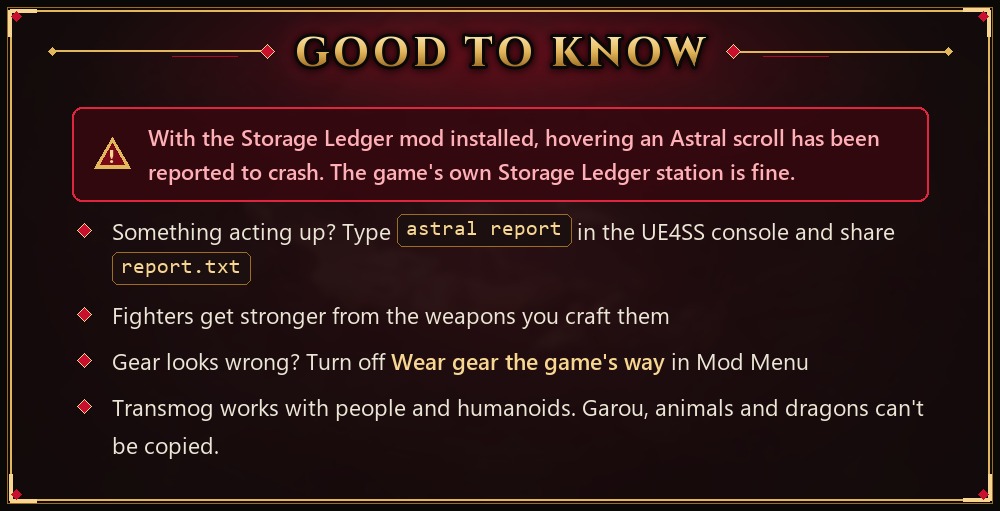 GOOD TO KNOW
With the Storage Ledger mod installed, hovering an Astral scroll has been
reported to crash. The game's own Storage Ledger station is fine.
Something acting up? Type astral report in the UE4SS console and share
report.txt
Fighters get stronger from the weapons you craft them
Gear looks wrong? Turn off Wear gear the game's way in Mod Menu
Transmog works with people and humanoids. Garou, animals and dragons can't
be copied.